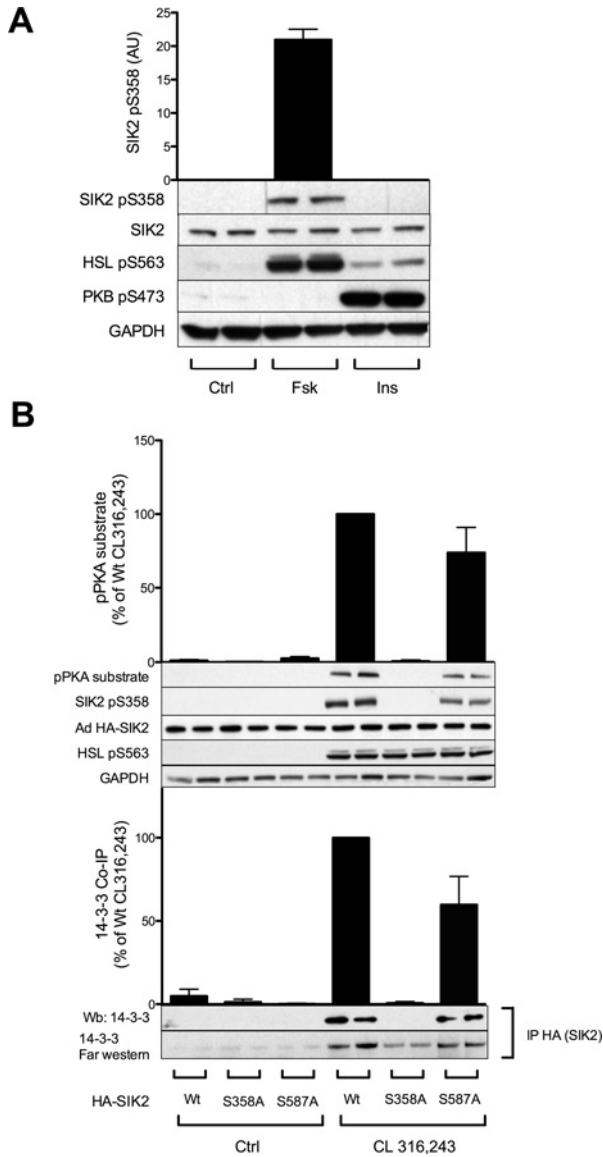 A
SIK2 pS358 (AU)
25
20
15
10
5
0
SIK2 pS358
SIK2
HSL pS563
PKB pS473
GAPDH
Ctrl Fsk Ins
B
pPKA substrate
(% of Wt CL316,243)
150
100
50
0
pPKA substrate
SIK2 pS358
Ad HA-SIK2
HSL pS563
GAPDH
14-3-3 Co-IP
(% of Wt CL316,243)
100
50
0
Wb: 14-3-3
14-3-3
Far western
IP HA (SIK2)
HA-SIK2 Wt S358A S587A Wt S358A S587A
Ctrl CL 316,243